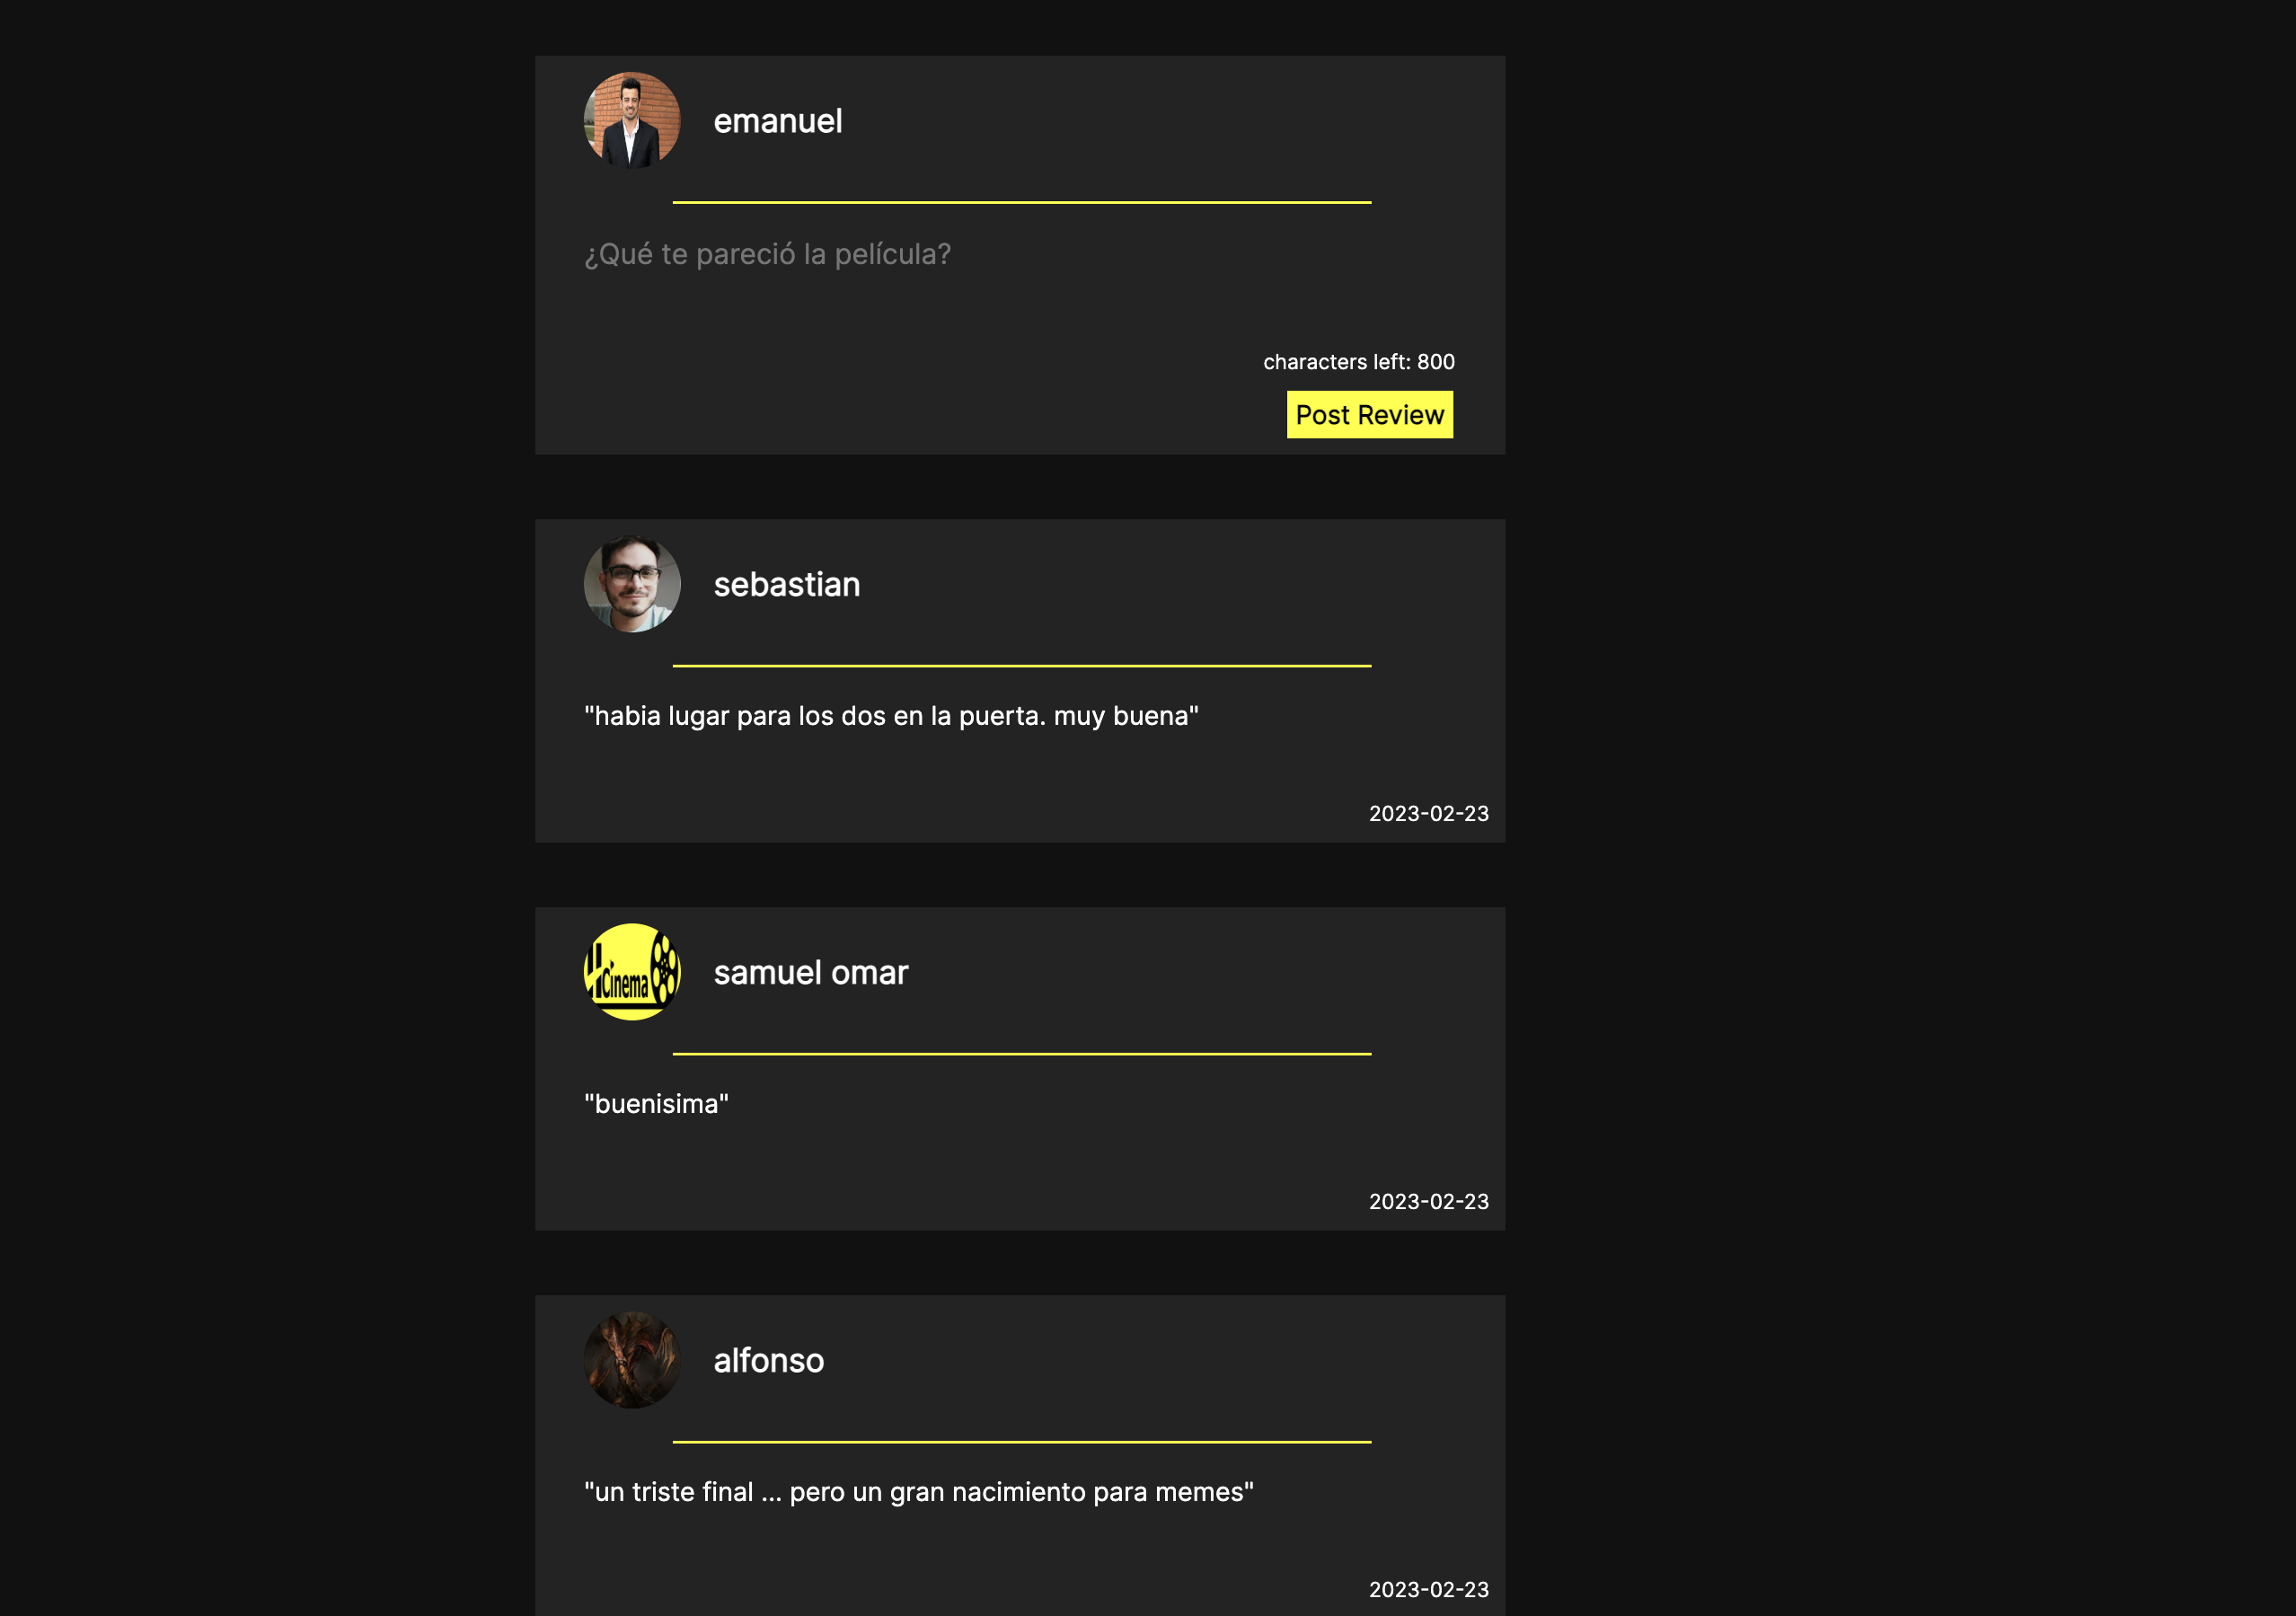 emanuel
¿Qué te pareció la película?
characters left: 800
Post Review
sebastian
"habia lugar para los dos en la puerta. muy buena"
2023-02-23
HCinema
samuel omar
"buenisima"
2023-02-23
alfonso
"un triste final ... pero un gran nacimiento para memes"
2023-02-23